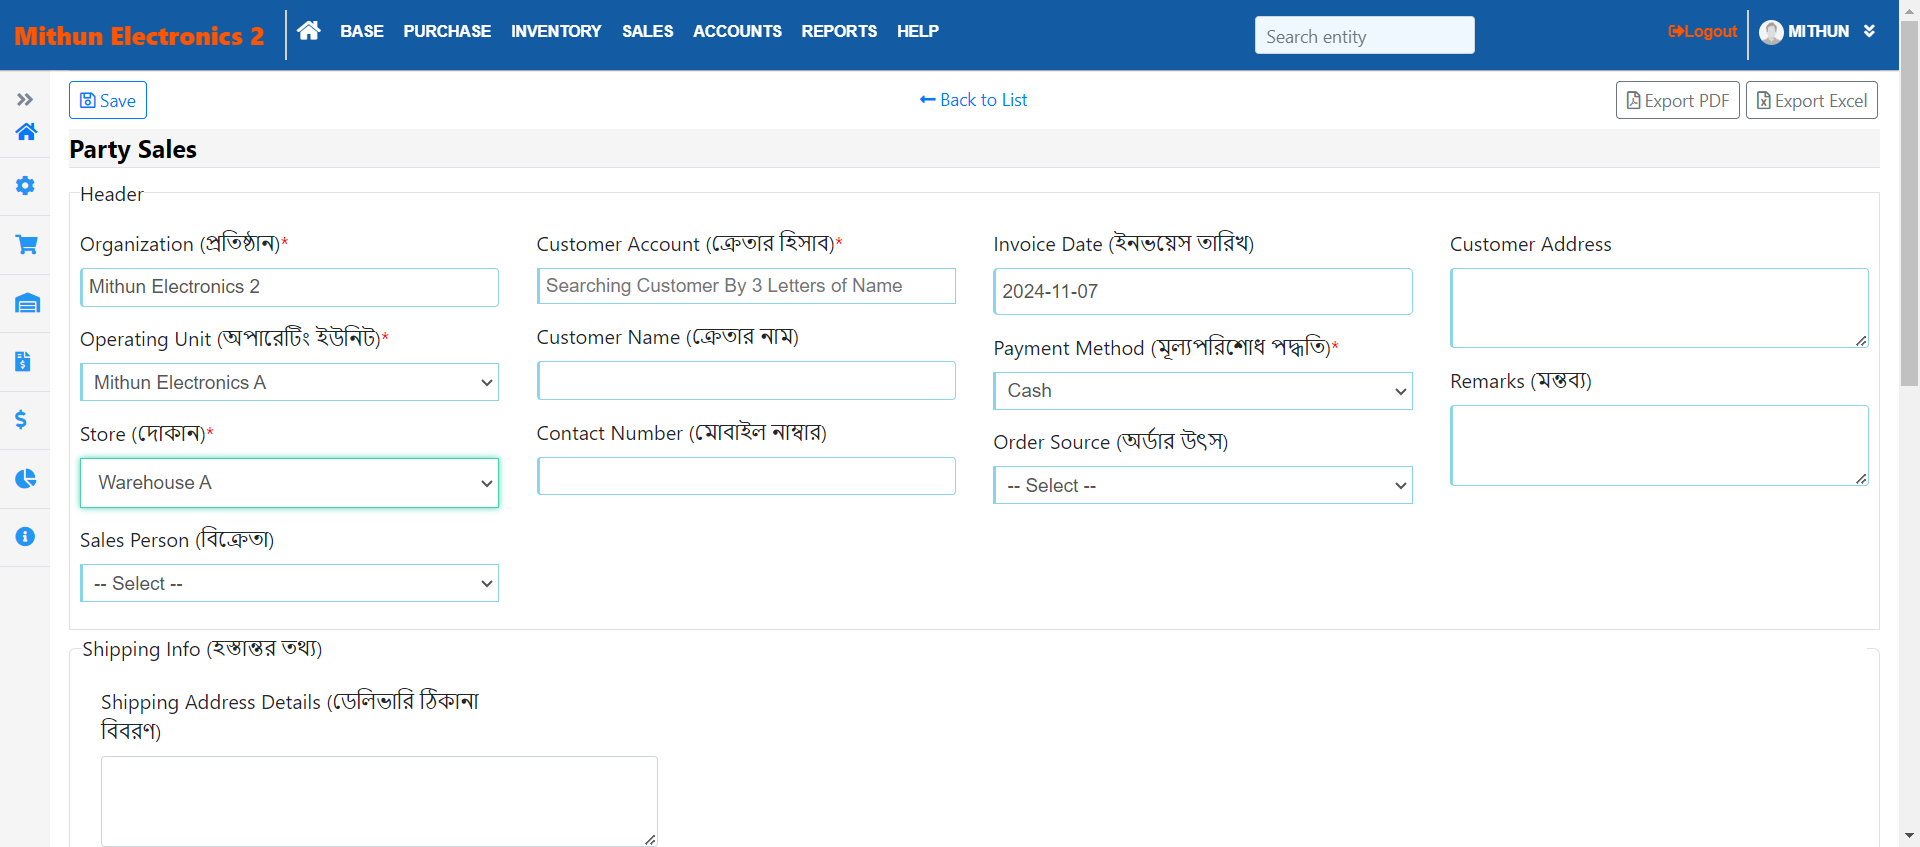 Mithun Electronics 2
BASE PURCHASE INVENTORY SALES ACCOUNTS REPORTS HELP
Search entity
Logout
MITHUN
Save
Back to List
Export PDF
Export Excel
Party Sales
Header
Organization (প্রতিষ্ঠান)*
Mithun Electronics 2
Operating Unit (অপারেটিং ইউনিট)*
Mithun Electronics A
Store (দোকান)*
Warehouse A
Sales Person (বিক্রেতা)
-- Select --
Customer Account (ক্রেতার হিসাব)*
Searching Customer By 3 Letters of Name
Customer Name (ক্রেতার নাম)
Contact Number (মোবাইল নাম্বার)
Invoice Date (ইনভয়েস তারিখ)
2024-11-07
Payment Method (মূল্যপরিশোধ পদ্ধতি)*
Cash
Order Source (অর্ডার উৎস)
-- Select --
Customer Address
Remarks (মন্তব্য)
Shipping Info (হস্তান্তর তথ্য)
Shipping Address Details (ডেলিভারি ঠিকানা
বিবরণ)